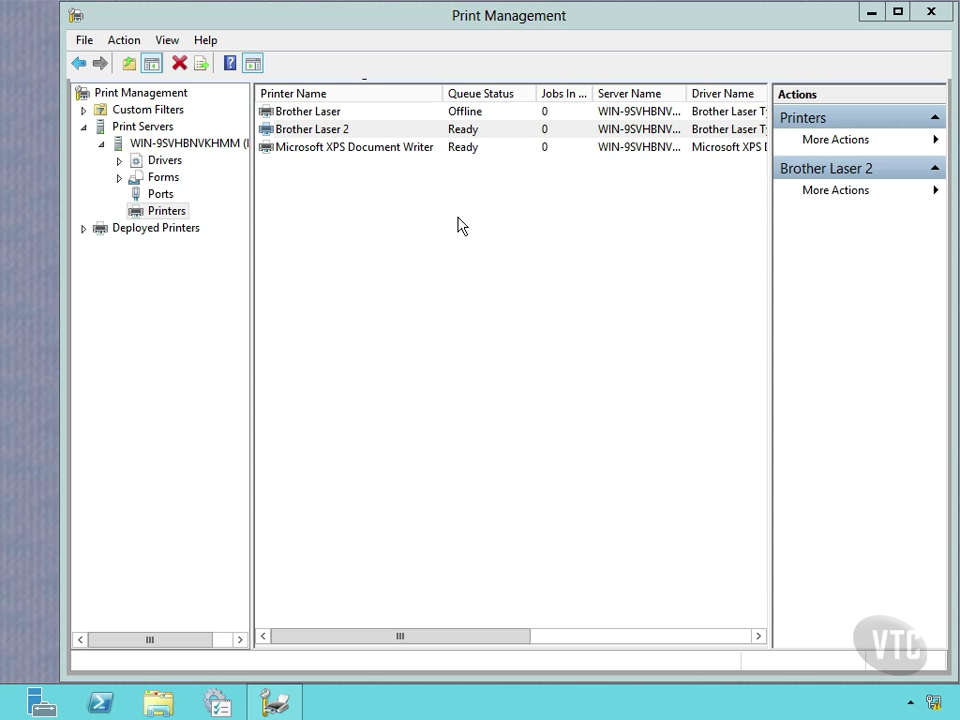 Print Management
File Action View Help
Print Management
Custom Filters
Print Servers
WIN-9SVHBNVKHMM (l
Drivers
Forms
Ports
Printers
Deployed Printers
Printer Name Queue Status Jobs In ... Server Name Driver Name
Brother Laser Offline 0 WIN-9SVHBNV... Brother Laser Ty
Brother Laser 2 Ready 0 WIN-9SVHBNV... Brother Laser Ty
Microsoft XPS Document Writer Ready 0 WIN-9SVHBNV... Microsoft XPS D
Actions
Printers
More Actions
Brother Laser 2
More Actions
VTC